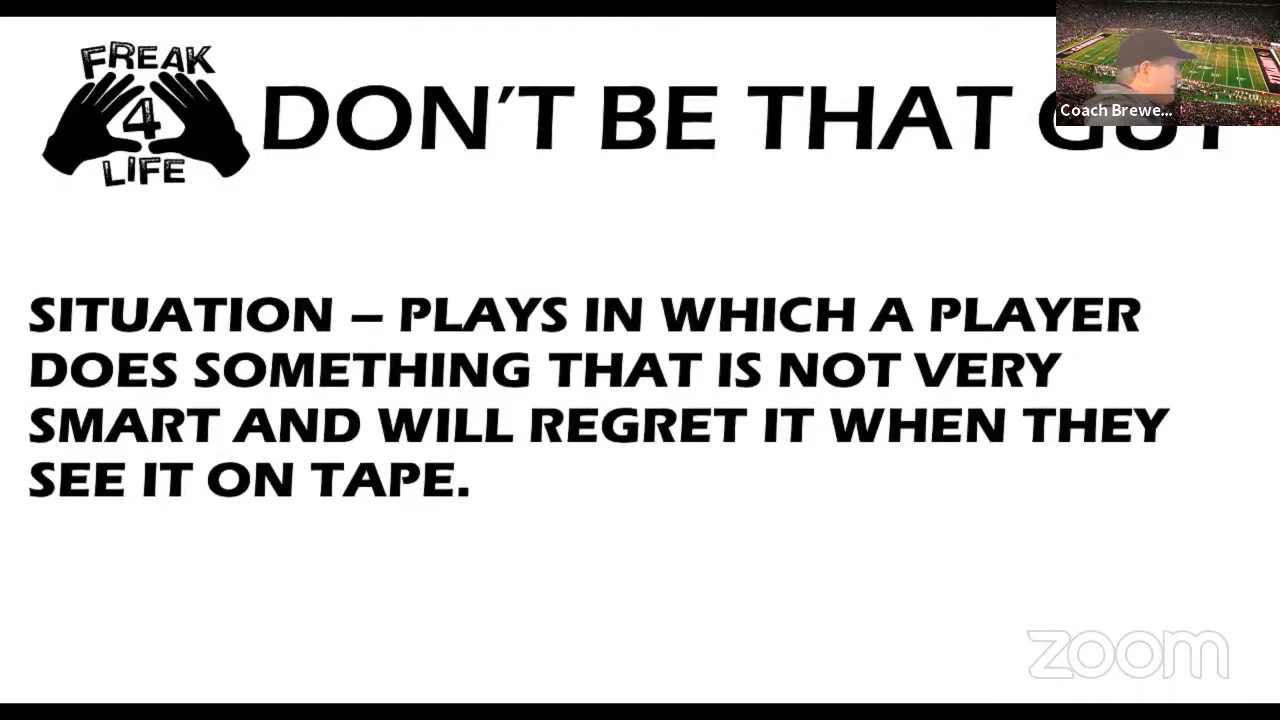 FREAK
4
LIFE
DON'T BE THAT GUY
Coach Brewe...
SITUATION – PLAYS IN WHICH A PLAYER
DOES SOMETHING THAT IS NOT VERY
SMART AND WILL REGRET IT WHEN THEY
SEE IT ON TAPE.
zoom